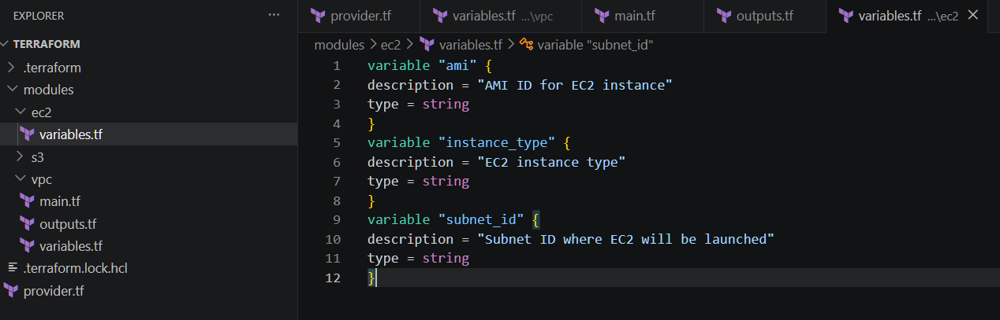 EXPLORER
...
provider.tf
variables.tf ...\vpc
main.tf
outputs.tf
variables.tf ...\ec2
TERRAFORM
.terraform
modules
ec2
variables.tf
s3
vpc
main.tf
outputs.tf
variables.tf
.terraform.lock.hcl
provider.tf
modules > ec2 > variables.tf > variable "subnet_id"
1 variable "ami" {
2 description = "AMI ID for EC2 instance"
3 type = string
4 }
5 variable "instance_type" {
6 description = "EC2 instance type"
7 type = string
8 }
9 variable "subnet_id" {
10 description = "Subnet ID where EC2 will be launched"
11 type = string
12 }